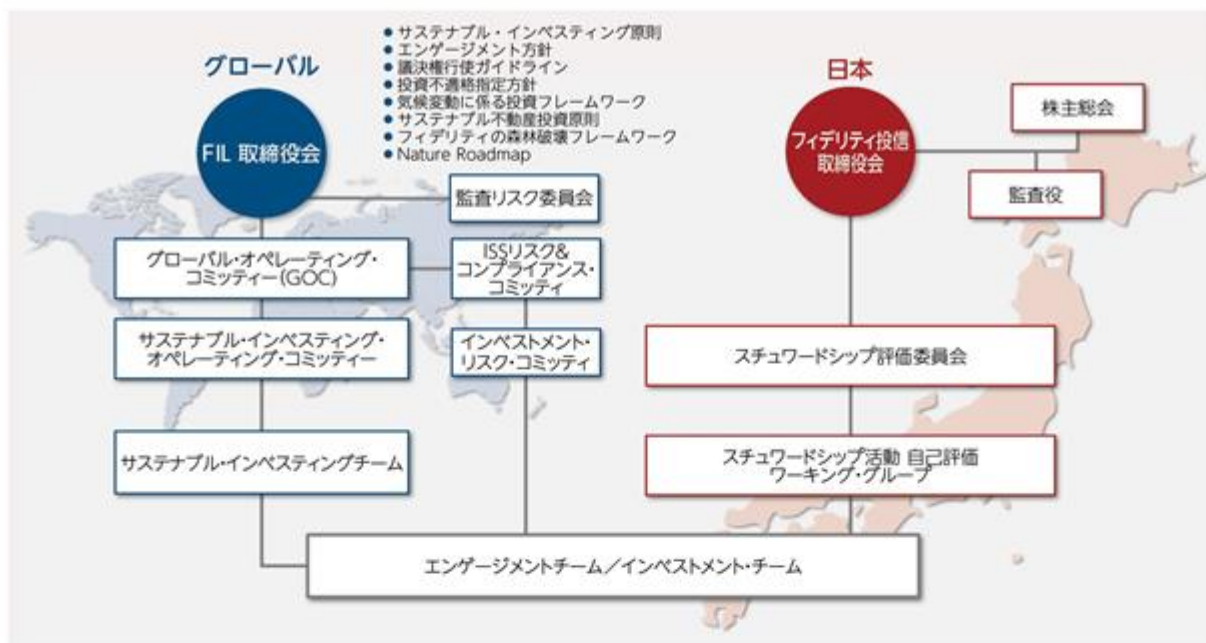 グローバル
FIL 取締役会
● サステナブル・インベスティング原則
● エンゲージメント方針
● 議決権行使ガイドライン
● 投資不適格指定方針
● 気候変動に係る投資フレームワーク
● サステナブル不動産投資原則
● フィデリティの森林破壊フレームワーク
● Nature Roadmap
監査リスク委員会
グローバル・オペレーティング・
コミッティー(GOC)
ISSリスク&
コンプライアンス・
コミッティ
サステナブル・インベスティング・
オペレーティング・コミッティー
インベストメント・
リスク・コミッティ
サステナブル・インベスティングチーム
日本
フィデリティ投信
取締役会
株主総会
監査役
スチュワードシップ評価委員会
スチュワードシップ活動 自己評価
ワーキング・グループ
エンゲージメントチーム／インベストメント・チーム